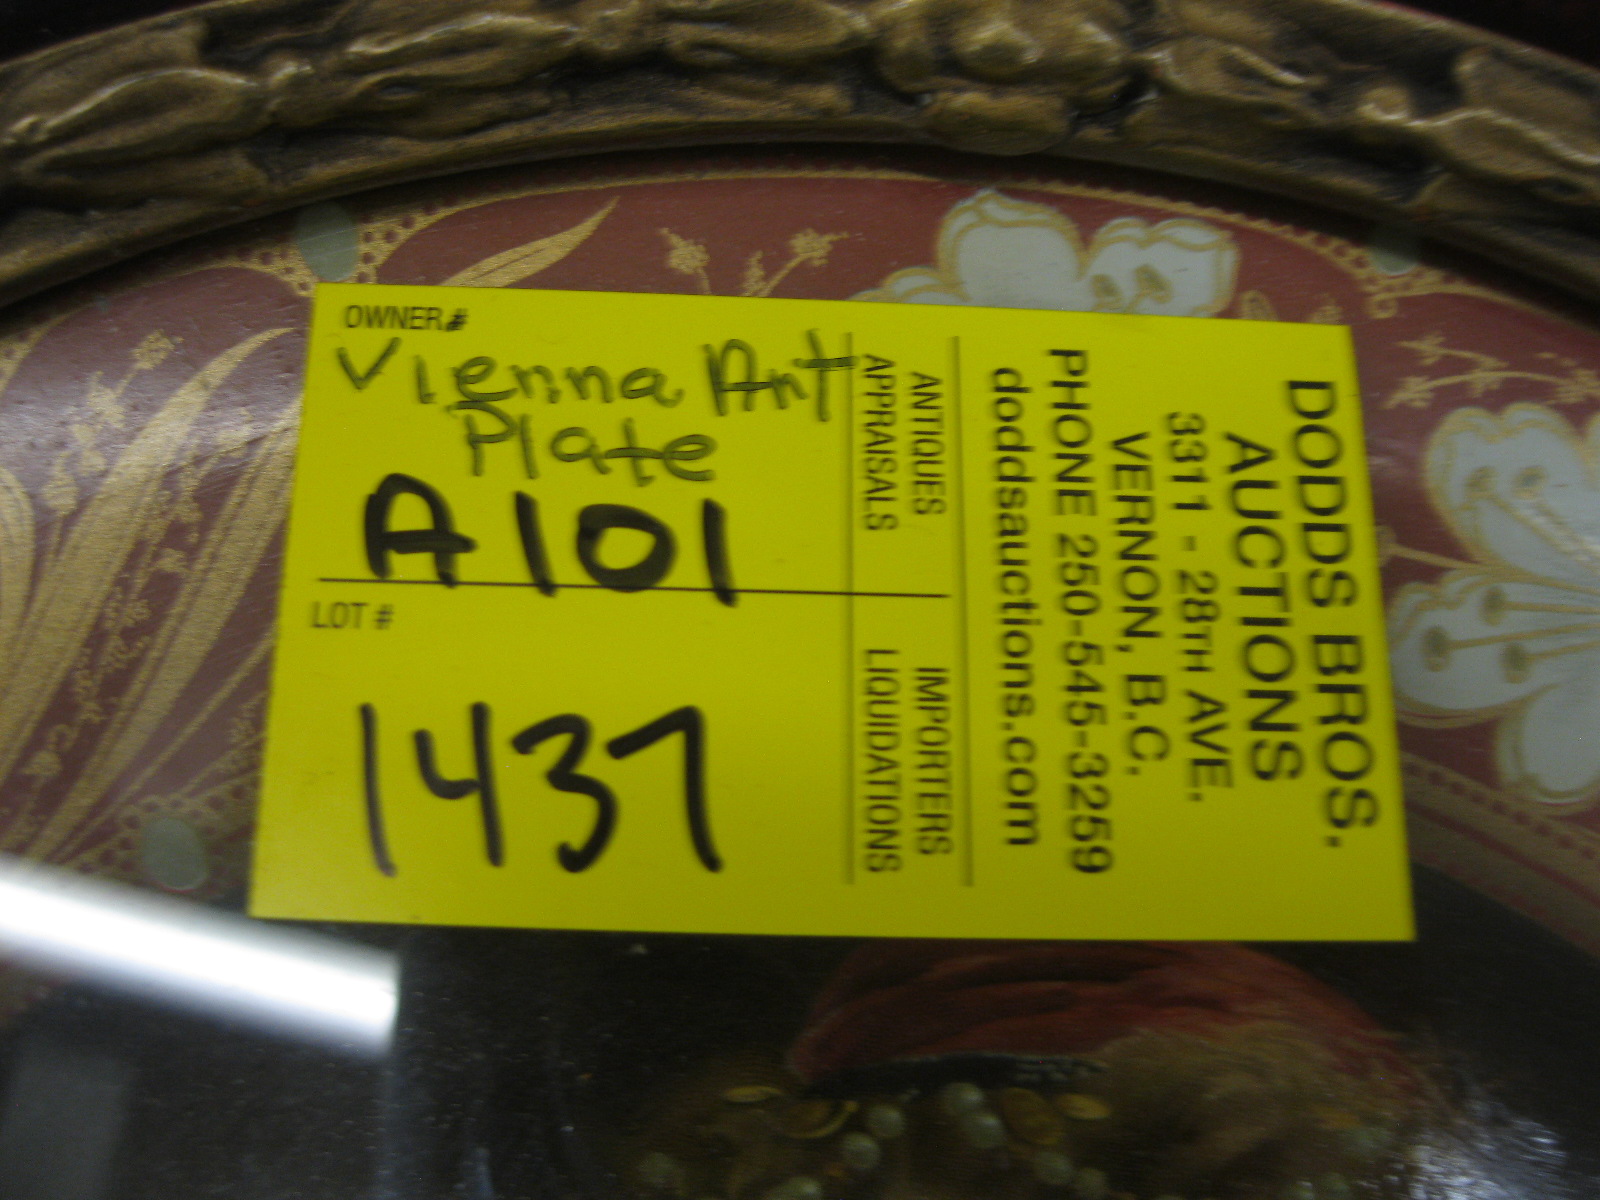 OWNER#
Vienna Ant
Plate
A101
LOT #
1437
ANTIQUES
APPRAISALS
IMPORTERS
LIQUIDATIONS
DODDS BROS.
AUCTIONS
3311 - 28TH AVE.
VERNON, B.C.
PHONE 250-545-3259
doddsauctions.com